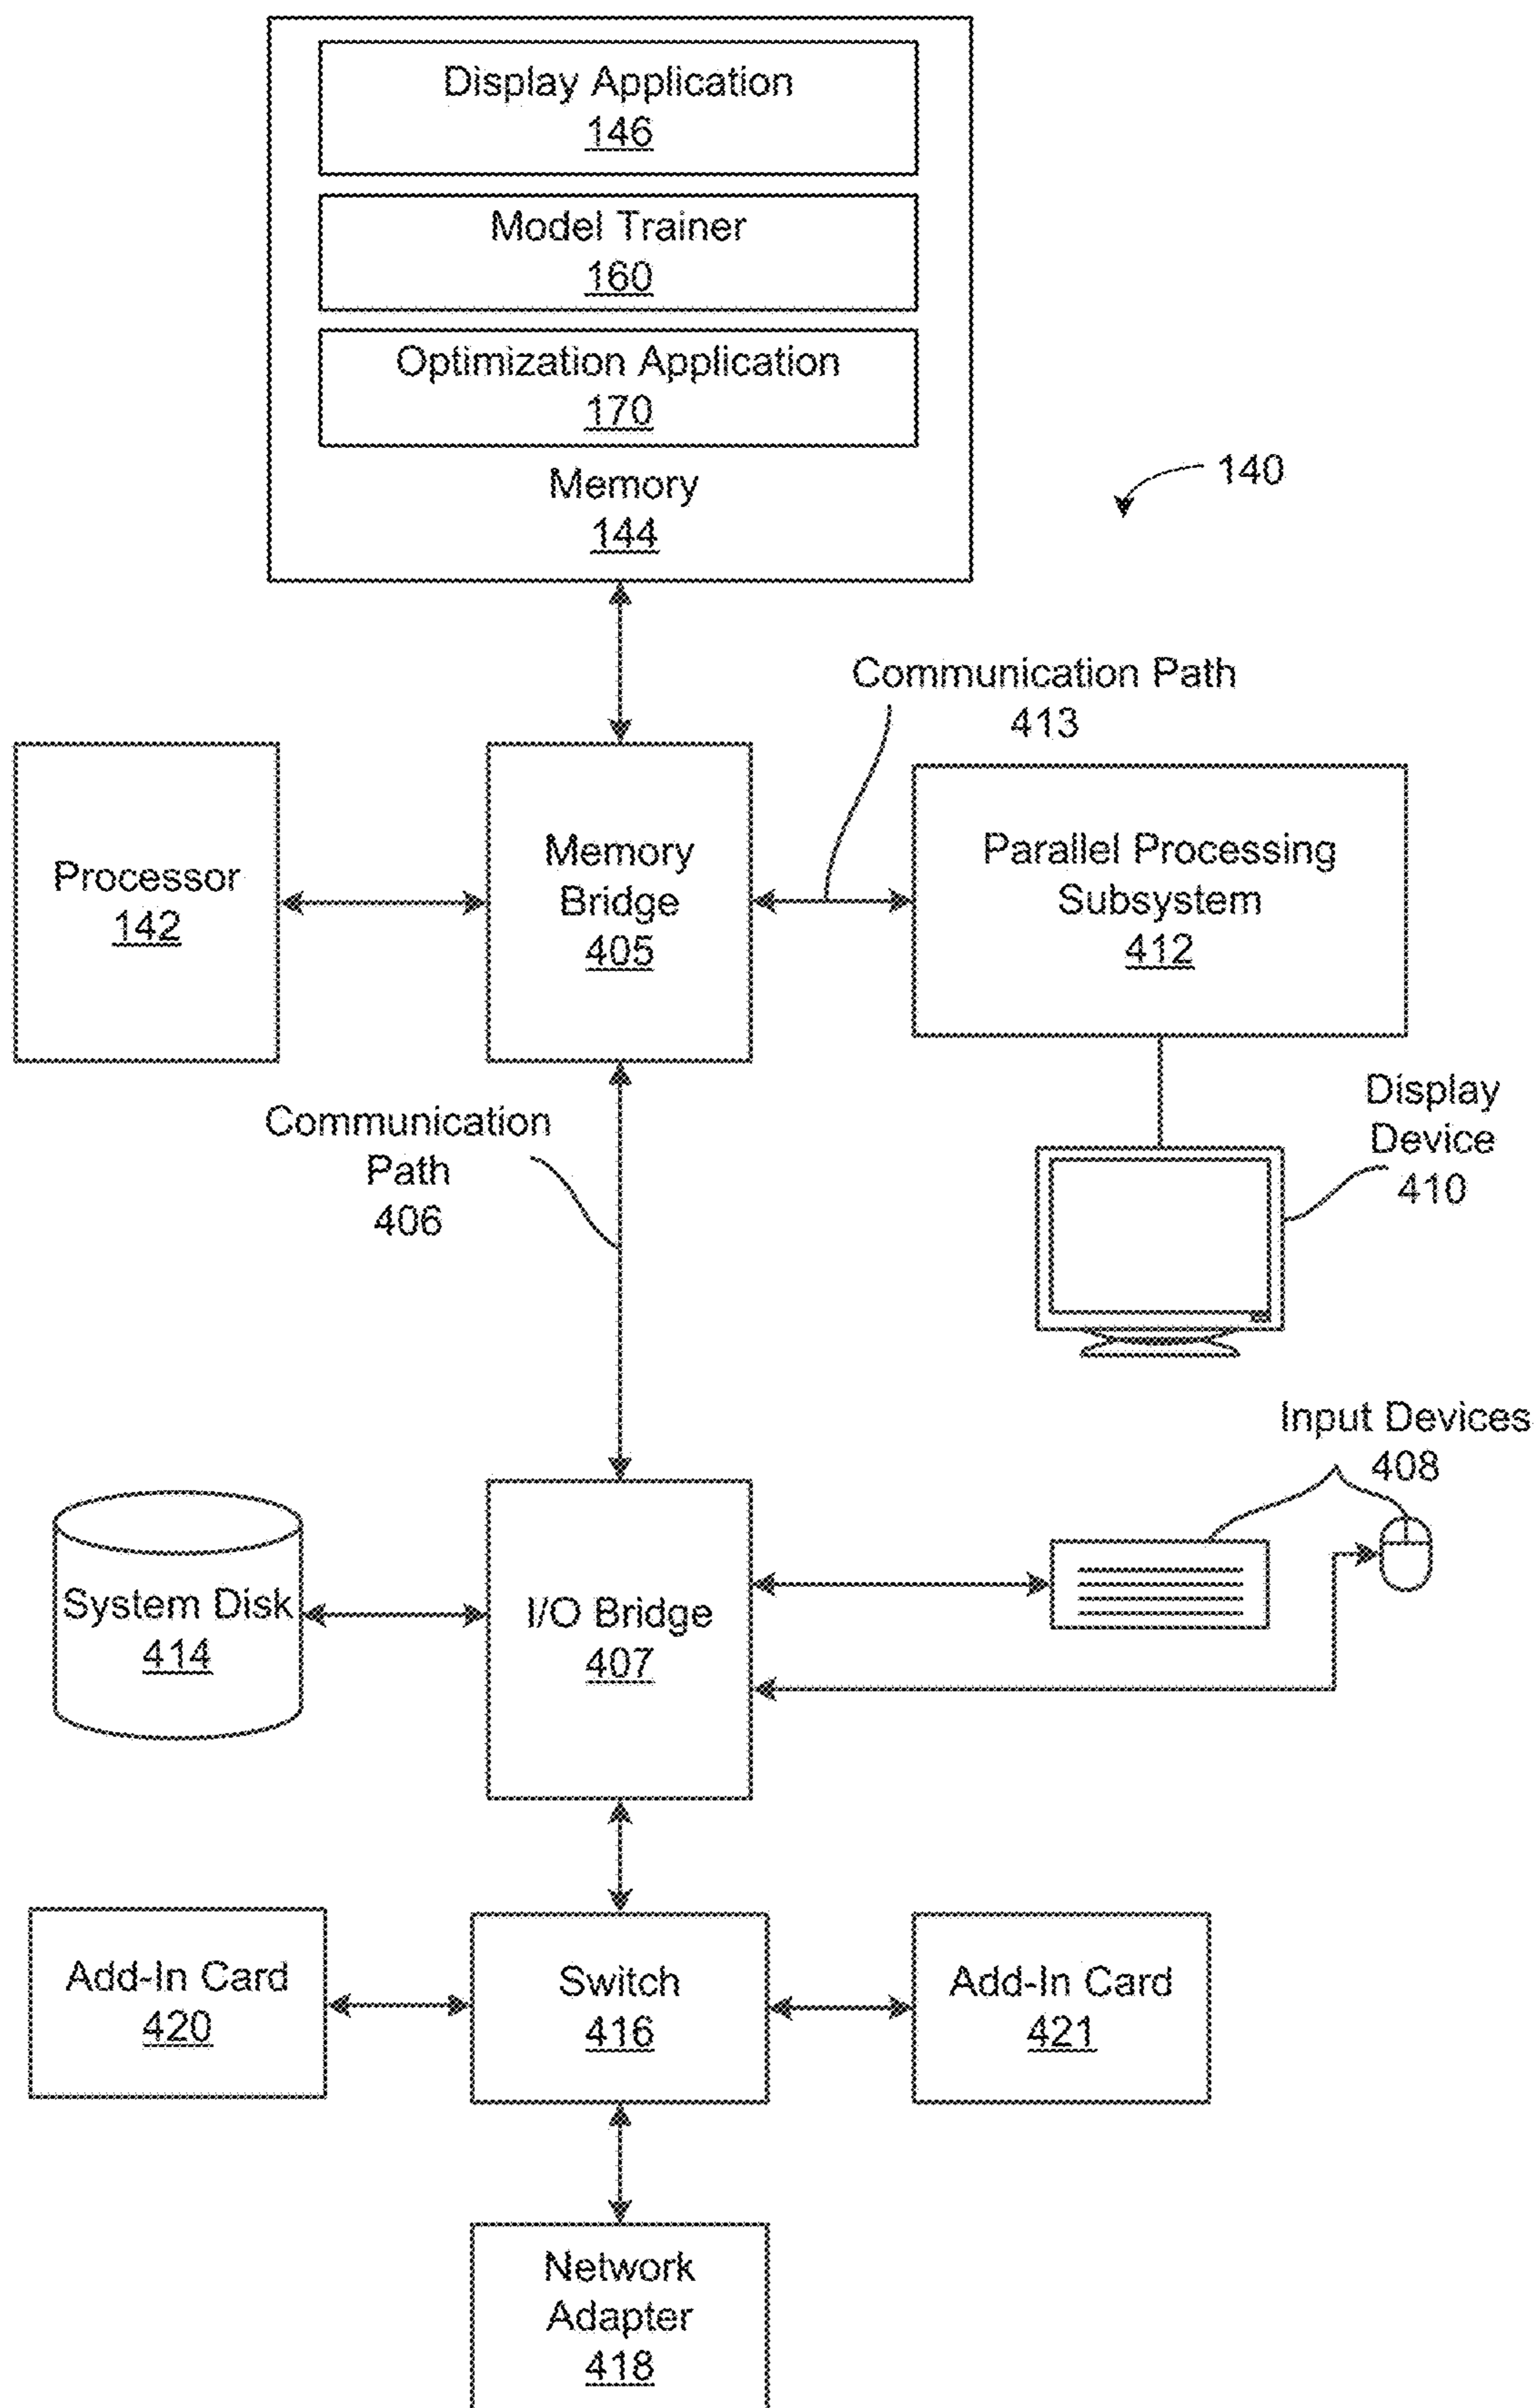 Display Application
146
Model Trainer
160
Optimization Application
170
Memory
144
140
Communication Path
413
Processor
142
Memory
Bridge
405
Parallel Processing
Subsystem
412
Communication
Path
406
Display
Device
410
Input Devices
408
System Disk
414
I/O Bridge
407
Add-In Card
420
Switch
416
Add-In Card
421
Network
Adapter
418